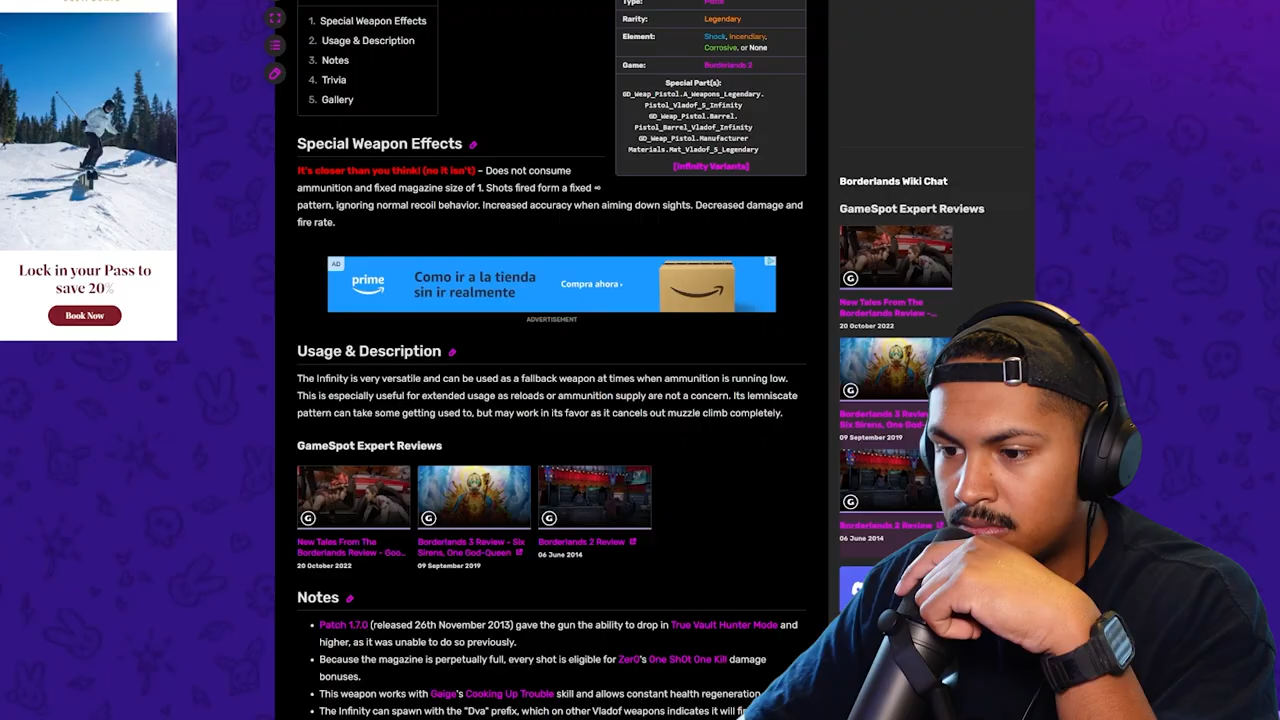 Lock in your Pass to
save 20%
Book Now
1. Special Weapon Effects
2. Usage & Description
3. Notes
4. Trivia
5. Gallery
Rarity: Legendary
Element: Shock, Incendiary,
Corrosive, or None
Game: Borderlands 2
Special Part(s):
GD_Weap_Pistol.A_Weapons_Legendary.
Pistol_Vladof_5_Infinity
GD_Weap_Pistol.Barrel.
Pistol_Barrel_Vladof_Infinity
GD_Weap_Pistol.Manufacturer
Materials.Mat_Vladof_5_Legendary
[Infinity Variants]
Special Weapon Effects
It's closer than you think! (no it isn't) – Does not consume
ammunition and fixed magazine size of 1. Shots fired form a fixed ∞
pattern, ignoring normal recoil behavior. Increased accuracy when aiming down sights. Decreased damage and
fire rate.
AD
prime
Como ir a la tienda
sin ir realmente
Compra ahora ›
ADVERTISEMENT
Usage & Description
The Infinity is very versatile and can be used as a fallback weapon at times when ammunition is running low.
This is especially useful for extended usage as reloads or ammunition supply are not a concern. Its lemniscate
pattern can take some getting used to, but may work in its favor as it cancels out muzzle climb completely.
GameSpot Expert Reviews
New Tales From The
Borderlands Review - Goo...
20 October 2022
Borderlands 3 Review - Six
Sirens, One God-Queen
09 September 2019
Borderlands 2 Review
06 June 2014
Notes
• Patch 1.7.0 (released 26th November 2013) gave the gun the ability to drop in True Vault Hunter Mode and
higher, as it was unable to do so previously.
• Because the magazine is perpetually full, every shot is eligible for Zer0's One Sh0t One Kill damage
bonuses.
• This weapon works with Gaige's Cooking Up Trouble skill and allows constant health regeneration
• The Infinity can spawn with the "Dva" prefix, which on other Vladof weapons indicates it will
Borderlands Wiki Chat
GameSpot Expert Reviews
New Tales From The
Borderlands Review -...
20 October 2022
Borderlands 3
Six Sirens, One God-
09 September 2019
Borderlands 2 Review
06 June 2014